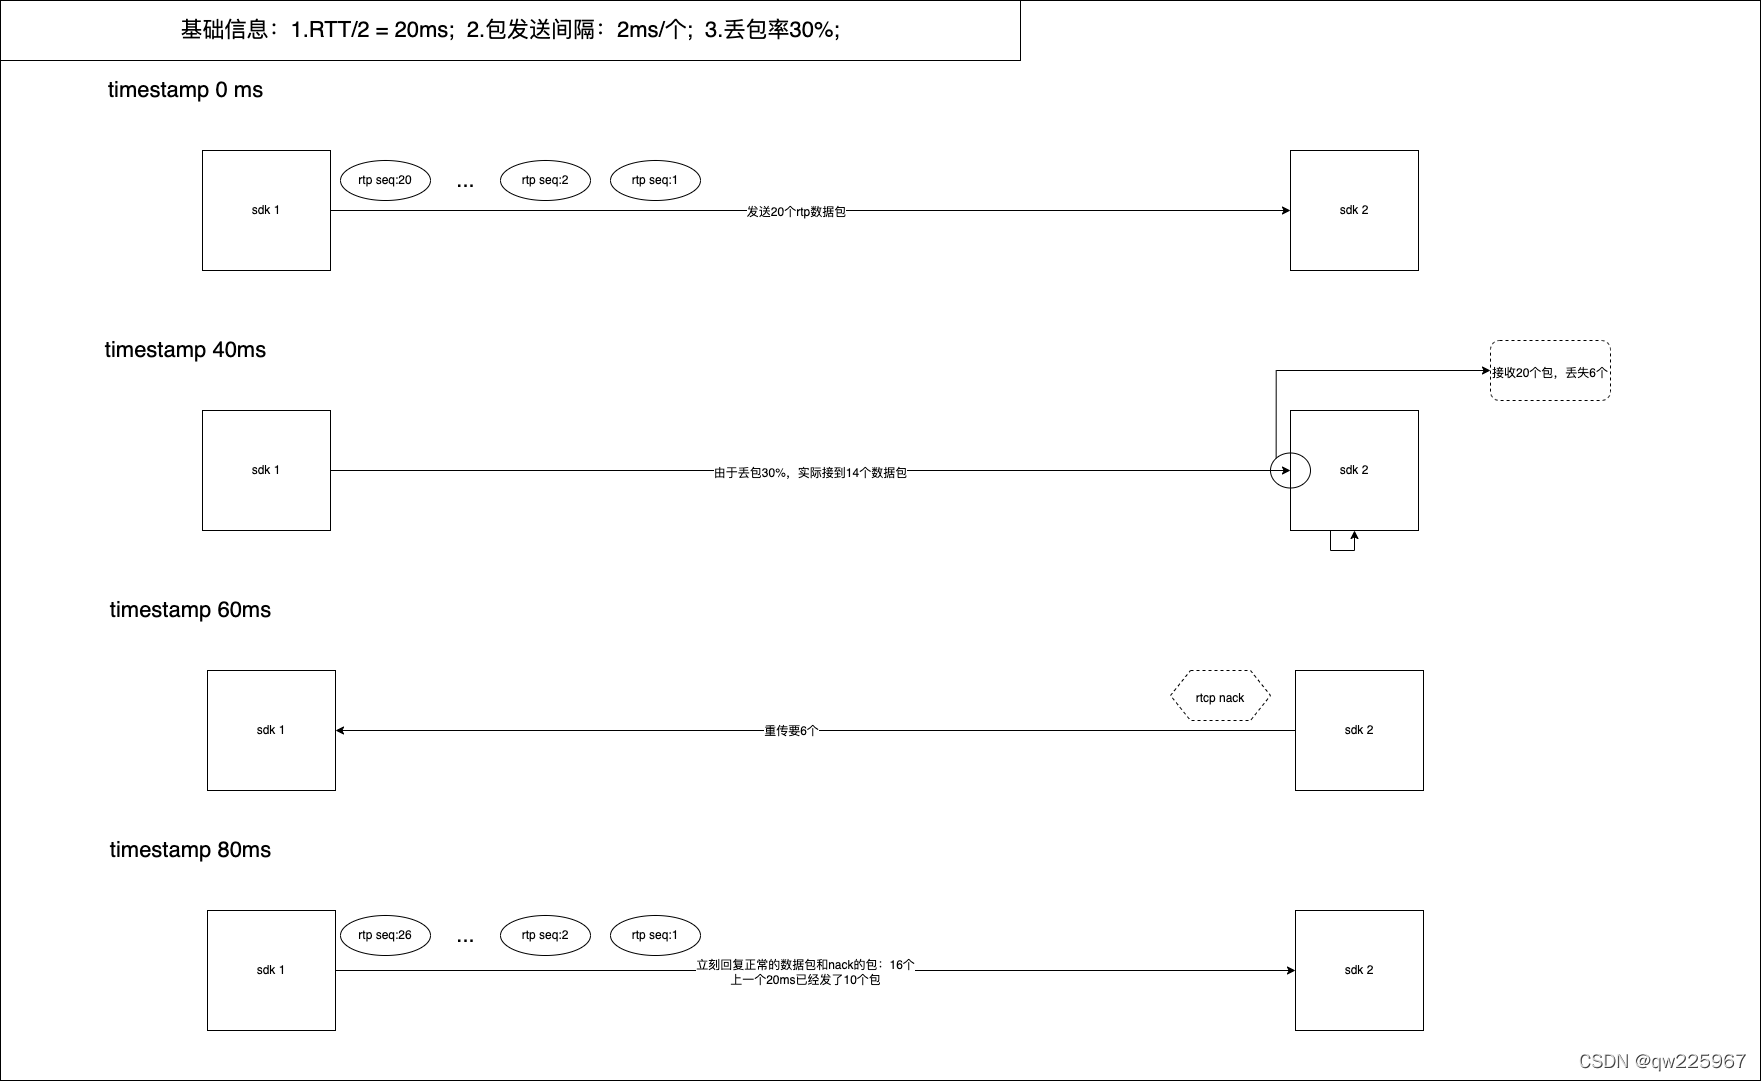 基础信息：1.RTT/2 = 20ms; 2.包发送间隔：2ms/个; 3.丢包率30%;
timestamp 0 ms
rtp seq:20
...
rtp seq:2
rtp seq:1
sdk 1
发送20个rtp数据包
sdk 2
timestamp 40ms
接收20个包，丢失6个
sdk 1
由于丢包30%，实际接到14个数据包
sdk 2
timestamp 60ms
rtcp nack
sdk 1
重传要6个
sdk 2
timestamp 80ms
rtp seq:26
...
rtp seq:2
rtp seq:1
sdk 1
立刻回复正常的数据包和nack的包：16个
上一个20ms已经发了10个包
sdk 2
CSDN @qw225967